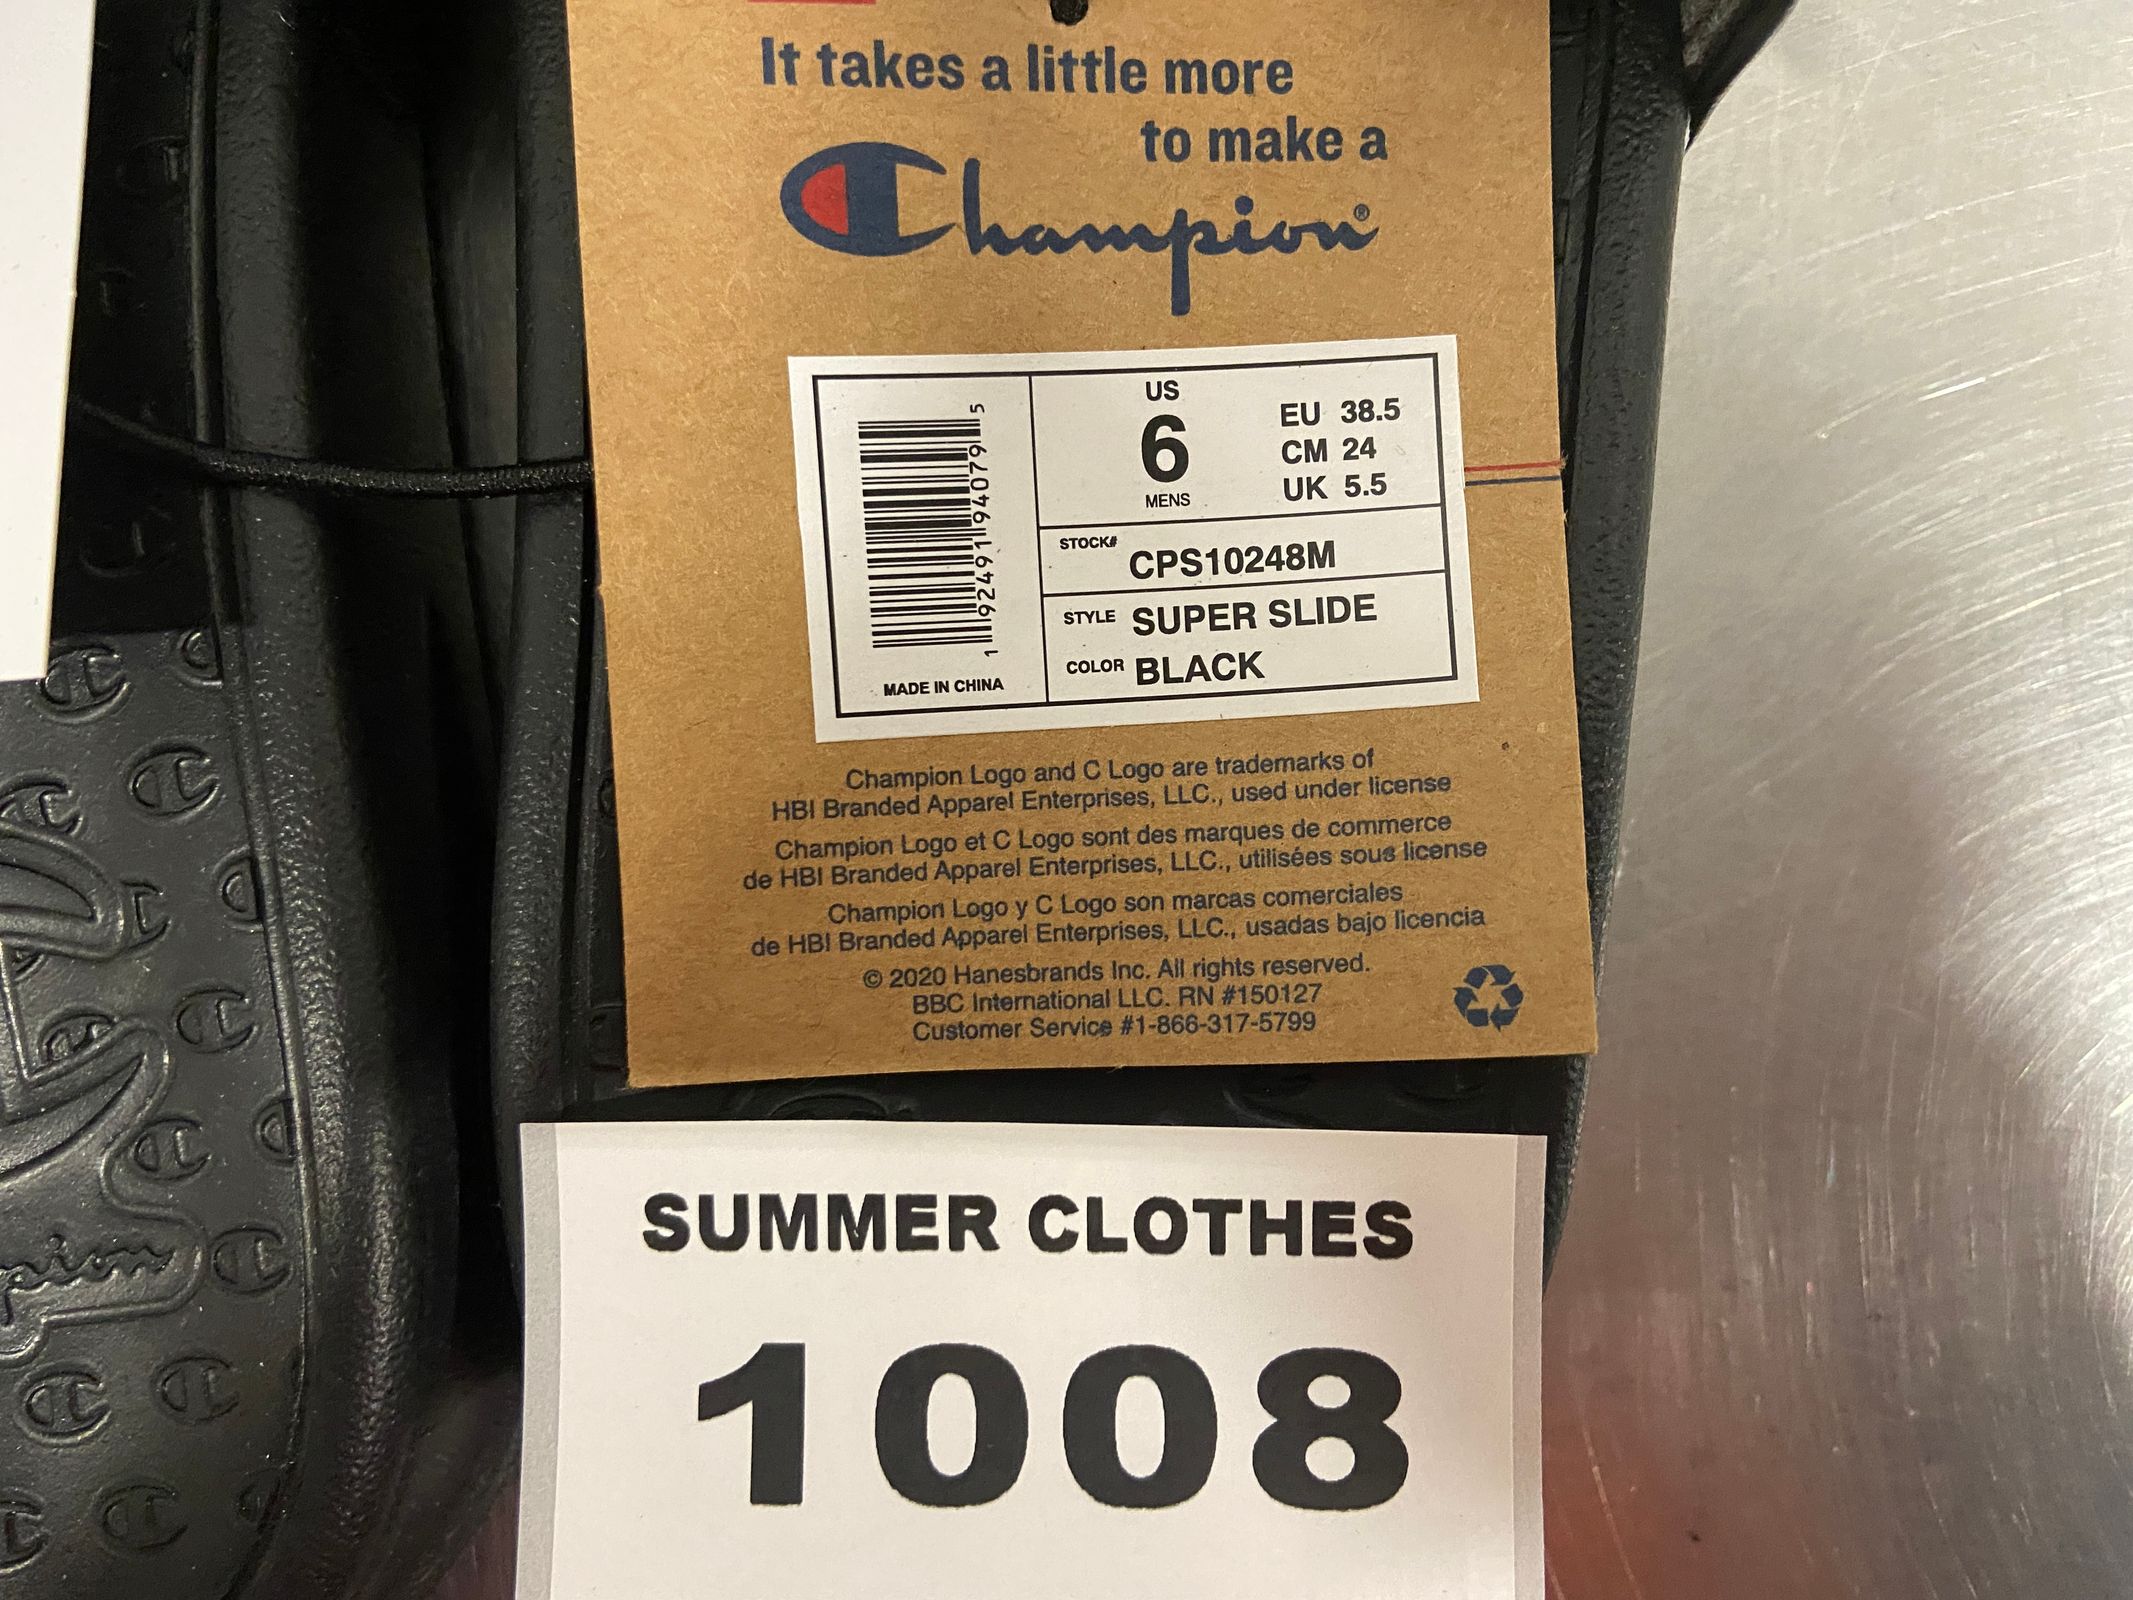 It takes a little more
to make a
Champion®
US
6
MENS
EU 38.5
CM 24
UK 5.5
STOCK# CPS10248M
STYLE SUPER SLIDE
COLOR BLACK
1 92491 94079 5
MADE IN CHINA
Champion Logo and C Logo are trademarks of
HBI Branded Apparel Enterprises, LLC., used under license
Champion Logo et C Logo sont des marques de commerce
de HBI Branded Apparel Enterprises, LLC., utilisées sous license
Champion Logo y C Logo son marcas comerciales
de HBI Branded Apparel Enterprises, LLC., usadas bajo licencia
© 2020 Hanesbrands Inc. All rights reserved.
BBC International LLC. RN #150127
Customer Service #1-866-317-5799
SUMMER CLOTHES
1008